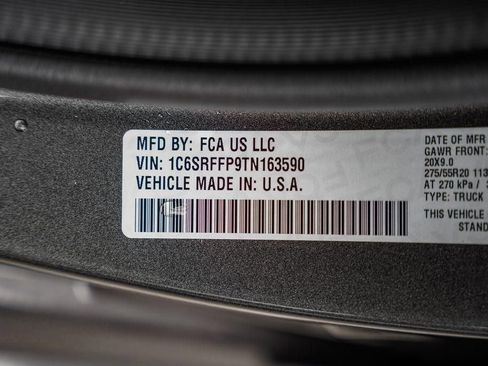 MFD BY: FCA US LLC
VIN: 1C6SRFFP9TN163590
VEHICLE MADE IN: U.S.A.
DATE OF MFR
GAWR FRONT:
20X9.0
275/55R20 113
AT 270 kPa /
TYPE: TRUCK
THIS VEHICLE
STAND